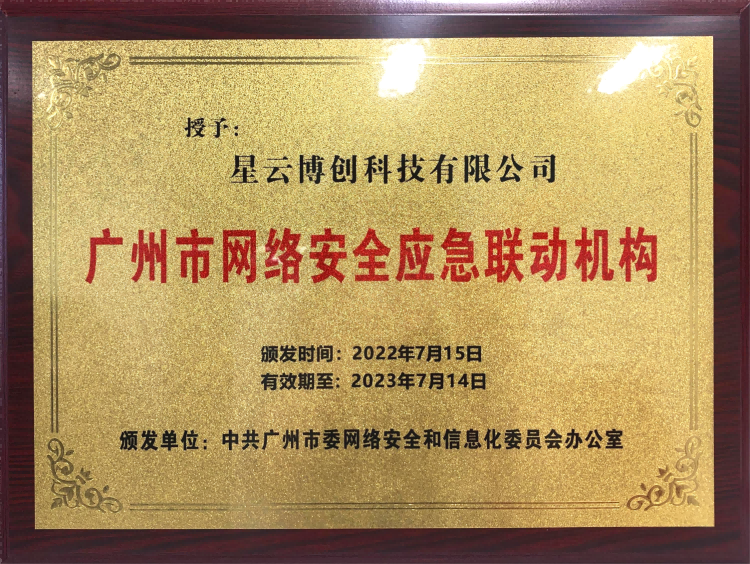 授予：
星云博创科技有限公司
广州市网络安全应急联动机构
颁发时间：2022年7月15日
有效期至：2023年7月14日
颁发单位：中共广州市委网络安全和信息化委员会办公室